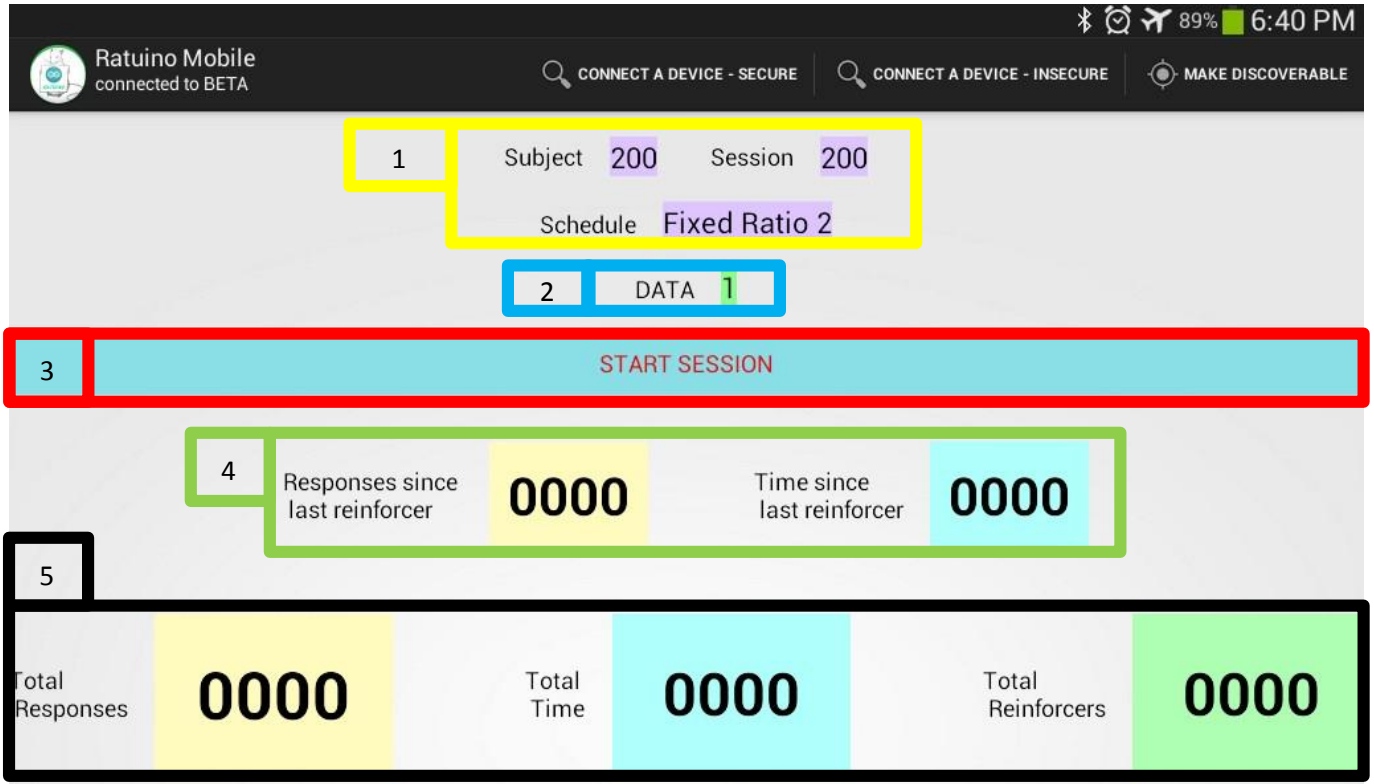 89% 6:40 PM
Ratuino Mobile
connected to BETA
CONNECT A DEVICE - SECURE
CONNECT A DEVICE - INSECURE
MAKE DISCOVERABLE
1
Subject 200 Session 200
Schedule Fixed Ratio 2
2
DATA 1
3
START SESSION
4
Responses since
last reinforcer
0000
Time since
last reinforcer
0000
5
Total
Responses
0000
Total
Time
0000
Total
Reinforcers
0000